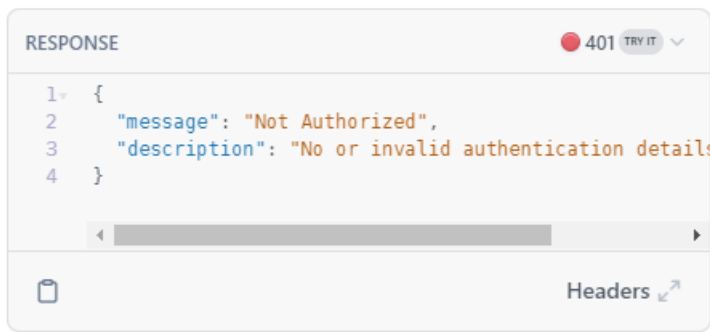 RESPONSE
401 TRY IT
1 {
2 "message": "Not Authorized",
3 "description": "No or invalid authentication details
4 }
Headers